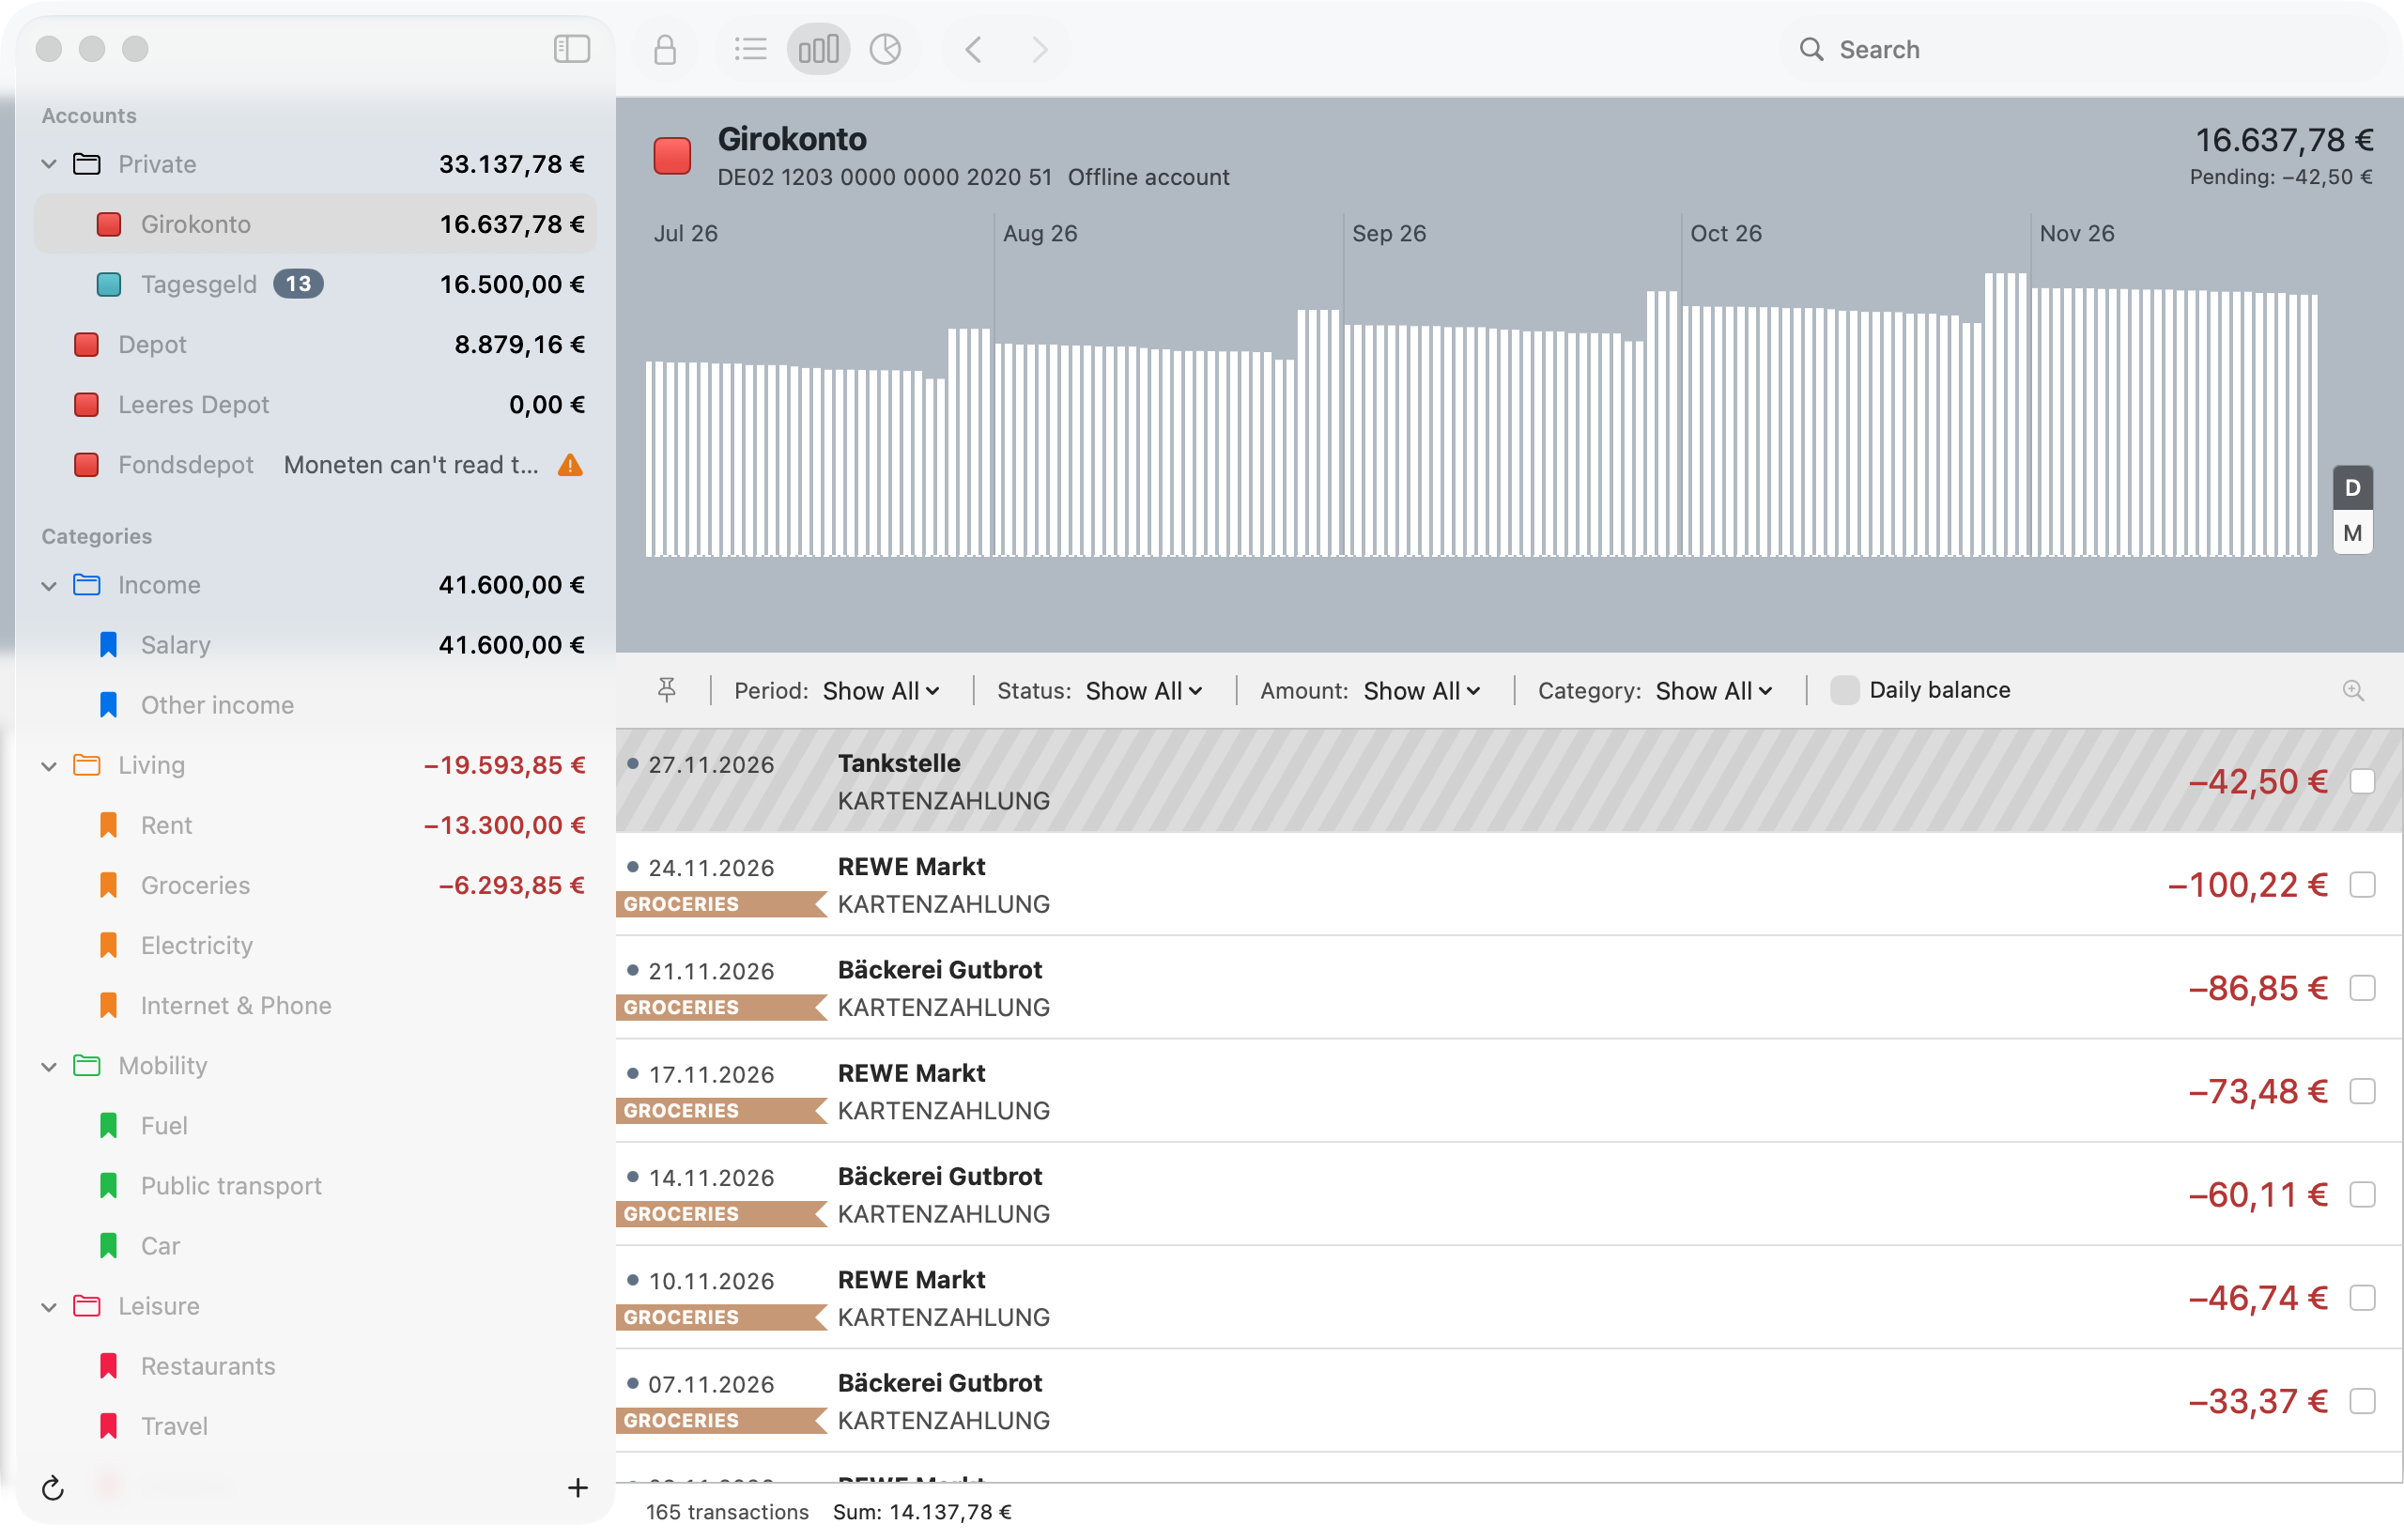 Search
Accounts
Private 33.137,78 €
Girokonto 16.637,78 €
Tagesgeld 13 16.500,00 €
Depot 8.879,16 €
Leeres Depot 0,00 €
Fondsdepot Moneten can't read t...
Categories
Income 41.600,00 €
Salary 41.600,00 €
Other income
Living −19.593,85 €
Rent −13.300,00 €
Groceries −6.293,85 €
Electricity
Internet & Phone
Mobility
Fuel
Public transport
Car
Leisure
Restaurants
Travel
Girokonto 16.637,78 €
DE02 1203 0000 0000 2020 51 Offline account Pending: −42,50 €
Jul 26 Aug 26 Sep 26 Oct 26 Nov 26
D
M
Period: Show All Status: Show All Amount: Show All Category: Show All Daily balance
27.11.2026 Tankstelle −42,50 €
KARTENZAHLUNG
24.11.2026 REWE Markt −100,22 €
GROCERIES KARTENZAHLUNG
21.11.2026 Bäckerei Gutbrot −86,85 €
GROCERIES KARTENZAHLUNG
17.11.2026 REWE Markt −73,48 €
GROCERIES KARTENZAHLUNG
14.11.2026 Bäckerei Gutbrot −60,11 €
GROCERIES KARTENZAHLUNG
10.11.2026 REWE Markt −46,74 €
GROCERIES KARTENZAHLUNG
07.11.2026 Bäckerei Gutbrot −33,37 €
GROCERIES KARTENZAHLUNG
165 transactions Sum: 14.137,78 €